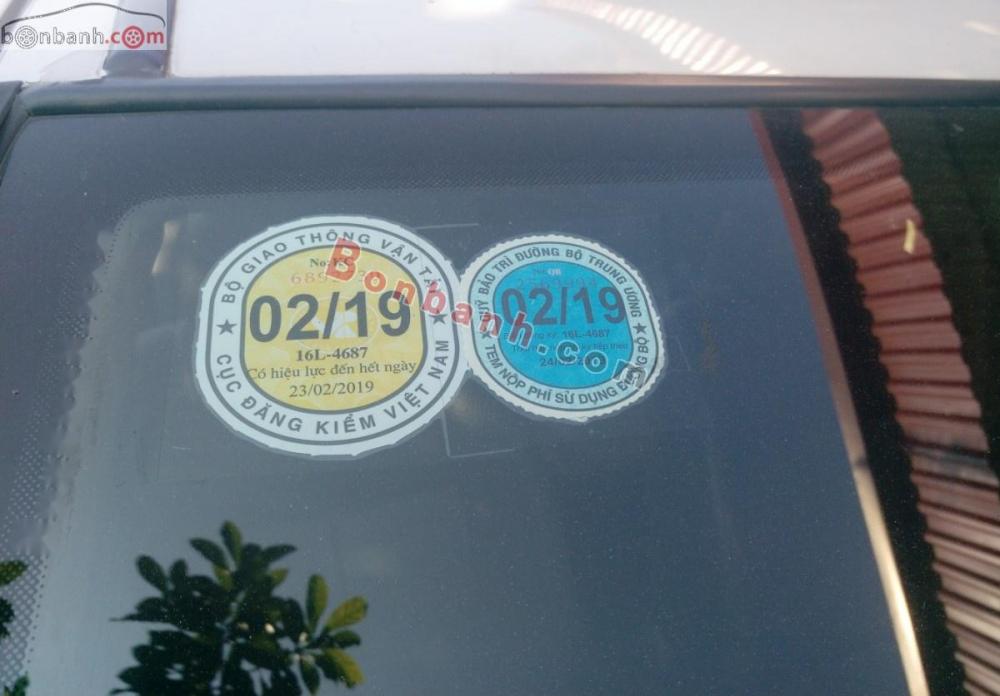 bonbanh.com
BỘ GIAO THÔNG VẬN TẢI
No:
02/19
16L-4687
Có hiệu lực đến hết ngày
23/02/2019
★ CỤC ĐĂNG KIỂM VIỆT NAM ★
QUỸ BẢO TRÌ ĐƯỜNG BỘ TRUNG ƯƠNG
02/19
16L-4687
★ TEM NỘP PHÍ SỬ DỤNG ĐƯỜNG BỘ ★
Bonbanh.Com